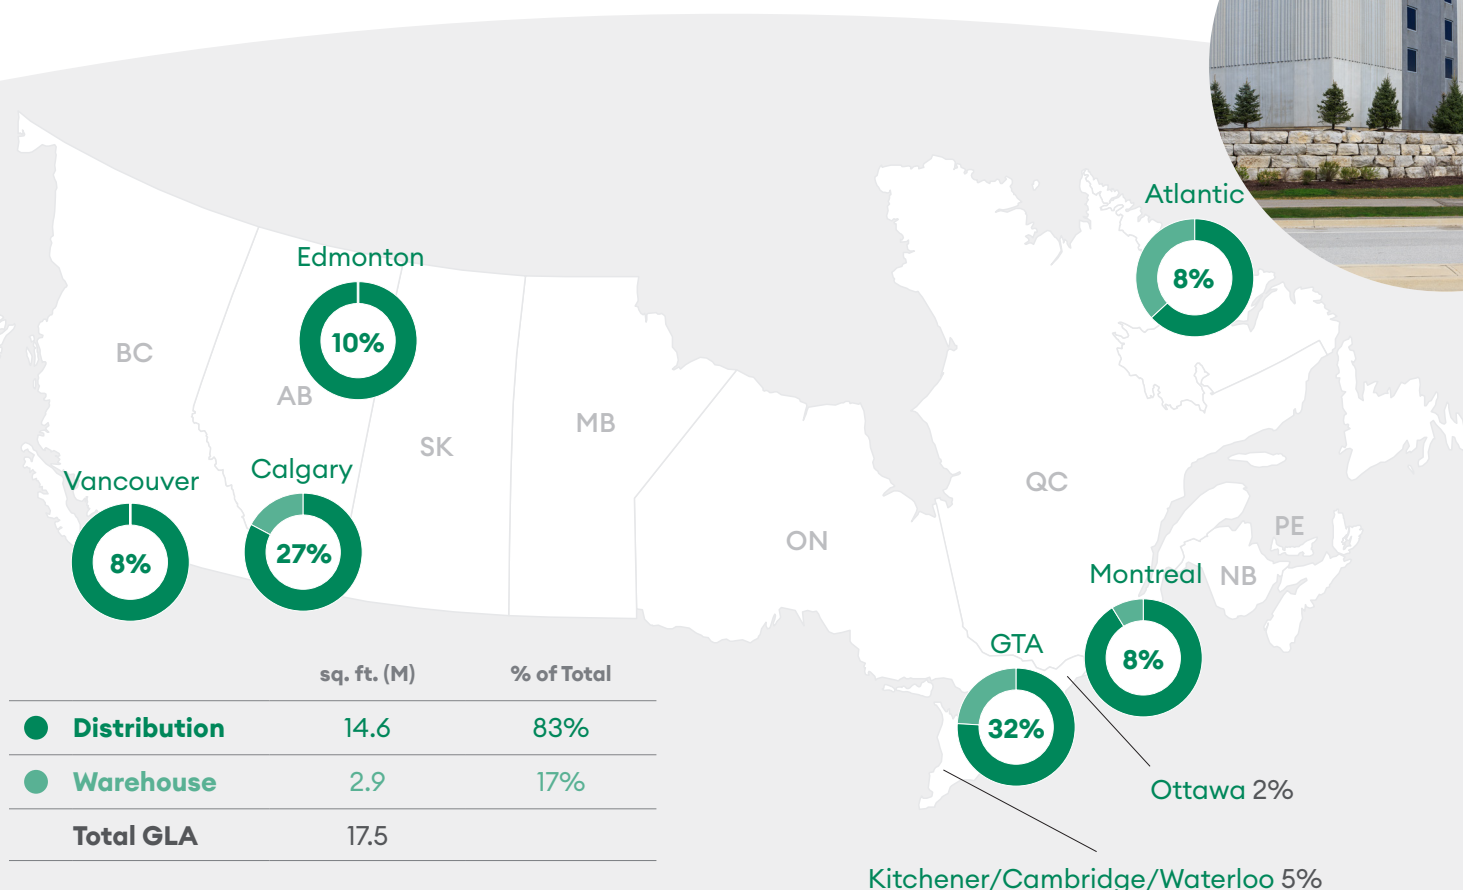 Atlantic
8%
Edmonton
10%
BC
AB
MB
SK
Vancouver
8%
Calgary
27%
QC
ON
PE
NB
Montreal
8%
GTA
32%
sq. ft. (M) % of Total
Distribution 14.6 83%
Warehouse 2.9 17%
Total GLA 17.5
Ottawa 2%
Kitchener/Cambridge/Waterloo 5%